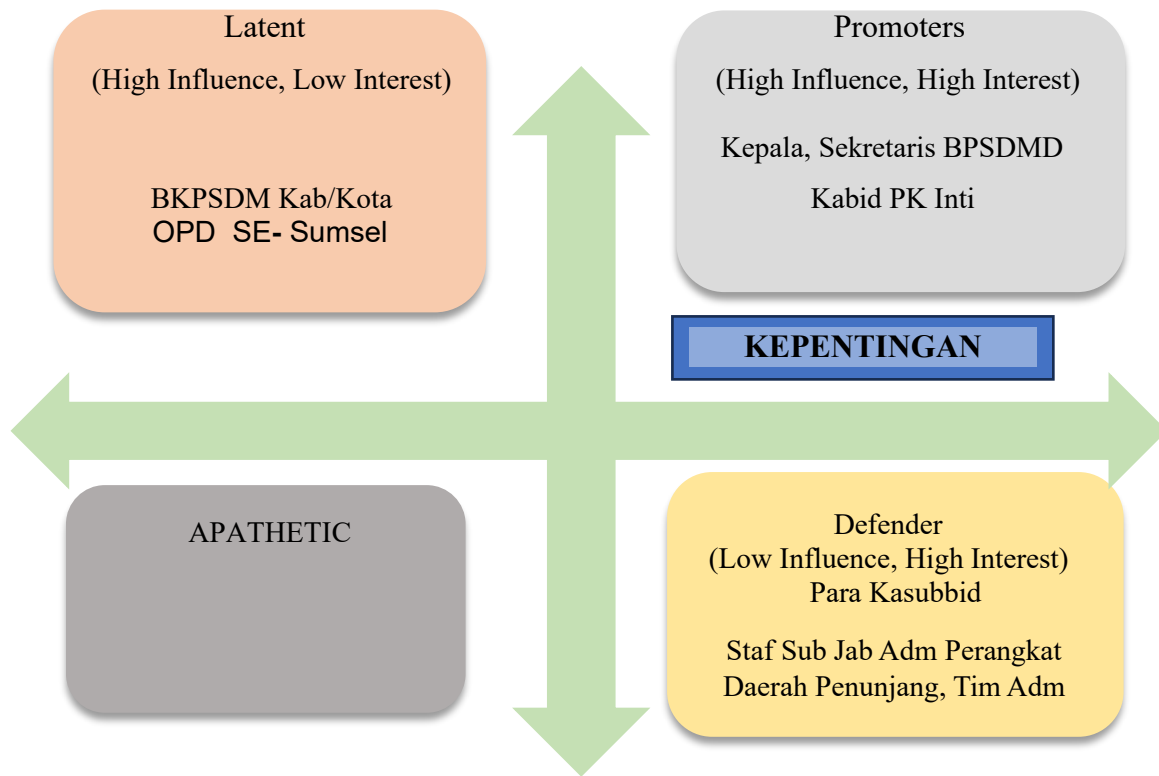 Latent
(High Influence, Low Interest)
BKPSDM Kab/Kota
OPD SE- Sumsel
Promoters
(High Influence, High Interest)
Kepala, Sekretaris BPSDMD
Kabid PK Inti
KEPENTINGAN
APATHETIC
Defender
(Low Influence, High Interest)
Para Kasubbid
Staf Sub Jab Adm Perangkat
Daerah Penunjang, Tim Adm